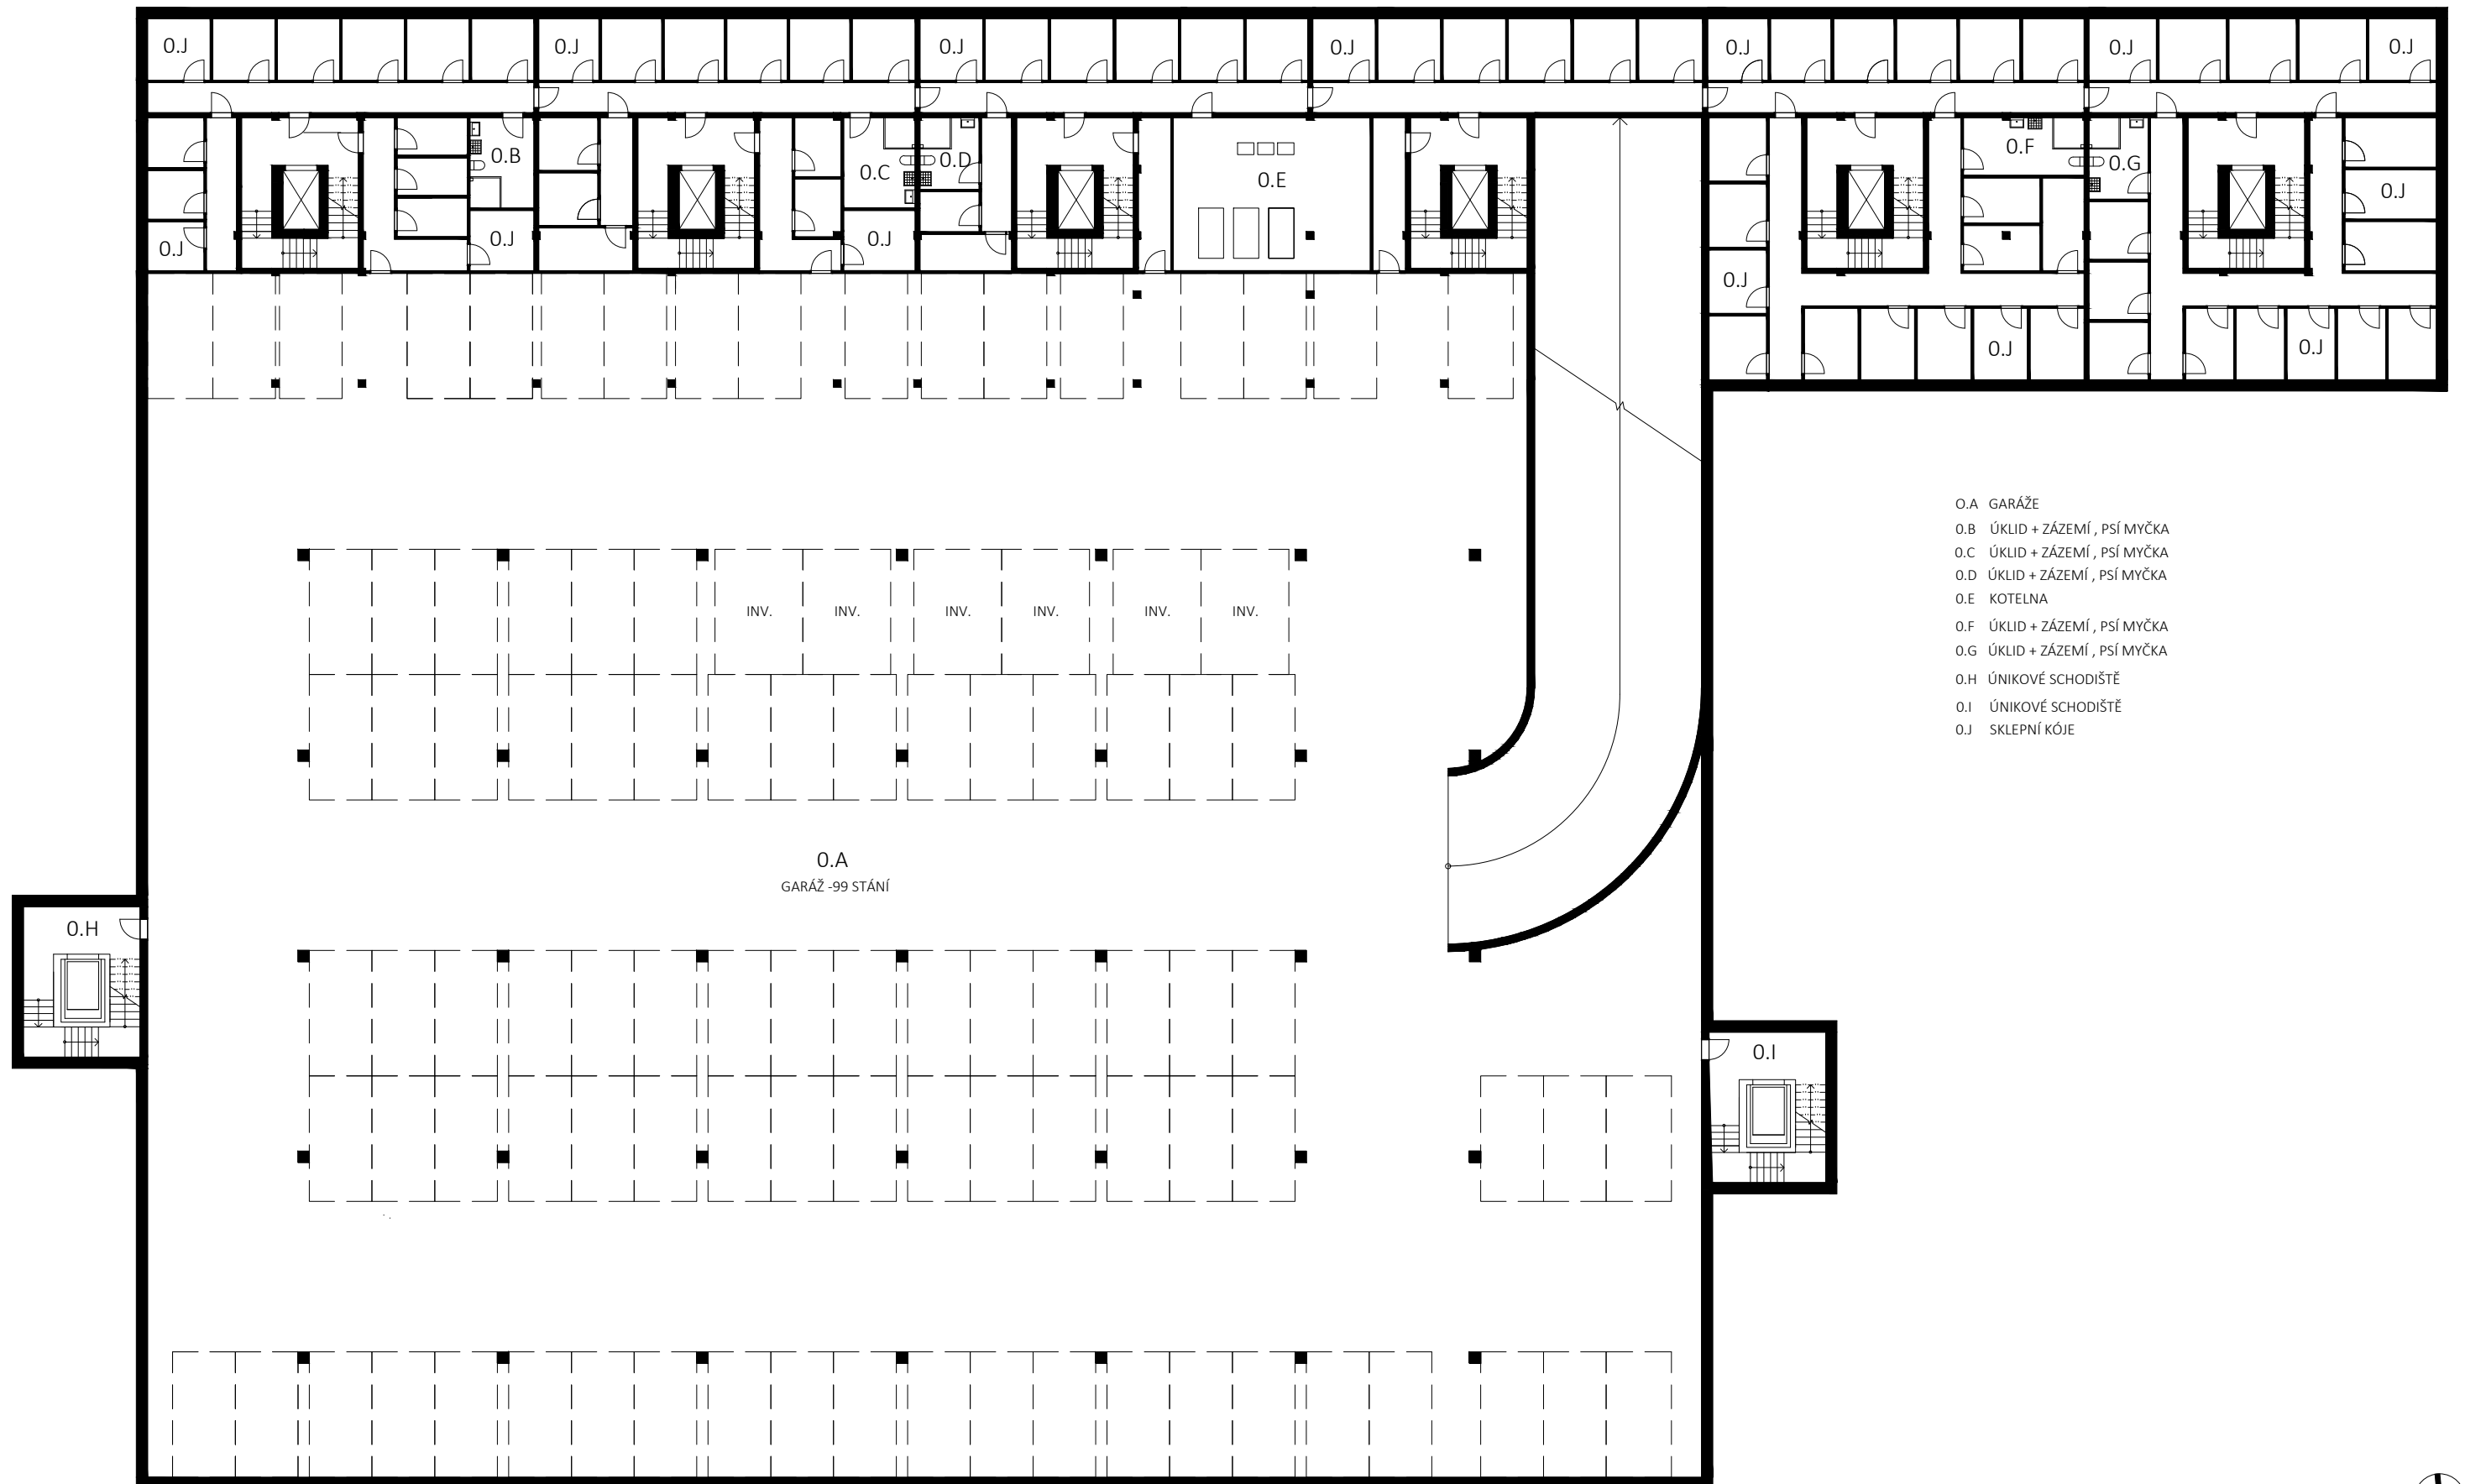 0.J 0.J 0.J 0.J 0.J 0.J 0.J
0.B 0.C 0.D 0.E 0.F 0.G 0.J
0.J 0.J 0.J 0.J
0.J 0.J
O.A GARÁŽE
0.B ÚKLID + ZÁZEMÍ , PSÍ MYČKA
0.C ÚKLID + ZÁZEMÍ , PSÍ MYČKA
0.D ÚKLID + ZÁZEMÍ , PSÍ MYČKA
0.E KOTELNA
0.F ÚKLID + ZÁZEMÍ , PSÍ MYČKA
0.G ÚKLID + ZÁZEMÍ , PSÍ MYČKA
0.H ÚNIKOVÉ SCHODIŠTĚ
0.I ÚNIKOVÉ SCHODIŠTĚ
0.J SKLEPNÍ KÓJE
INV. INV. INV. INV. INV. INV.
0.A
GARÁŽ -99 STÁNÍ
0.H
0.I